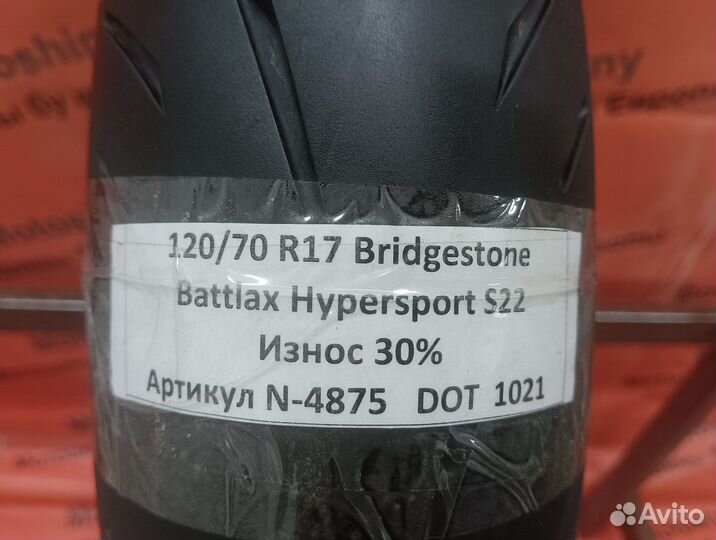 120/70 R17 Bridgestone
Battlax Hypersport S22
Износ 30%
Артикул N-4875 DOT 1021
Avito